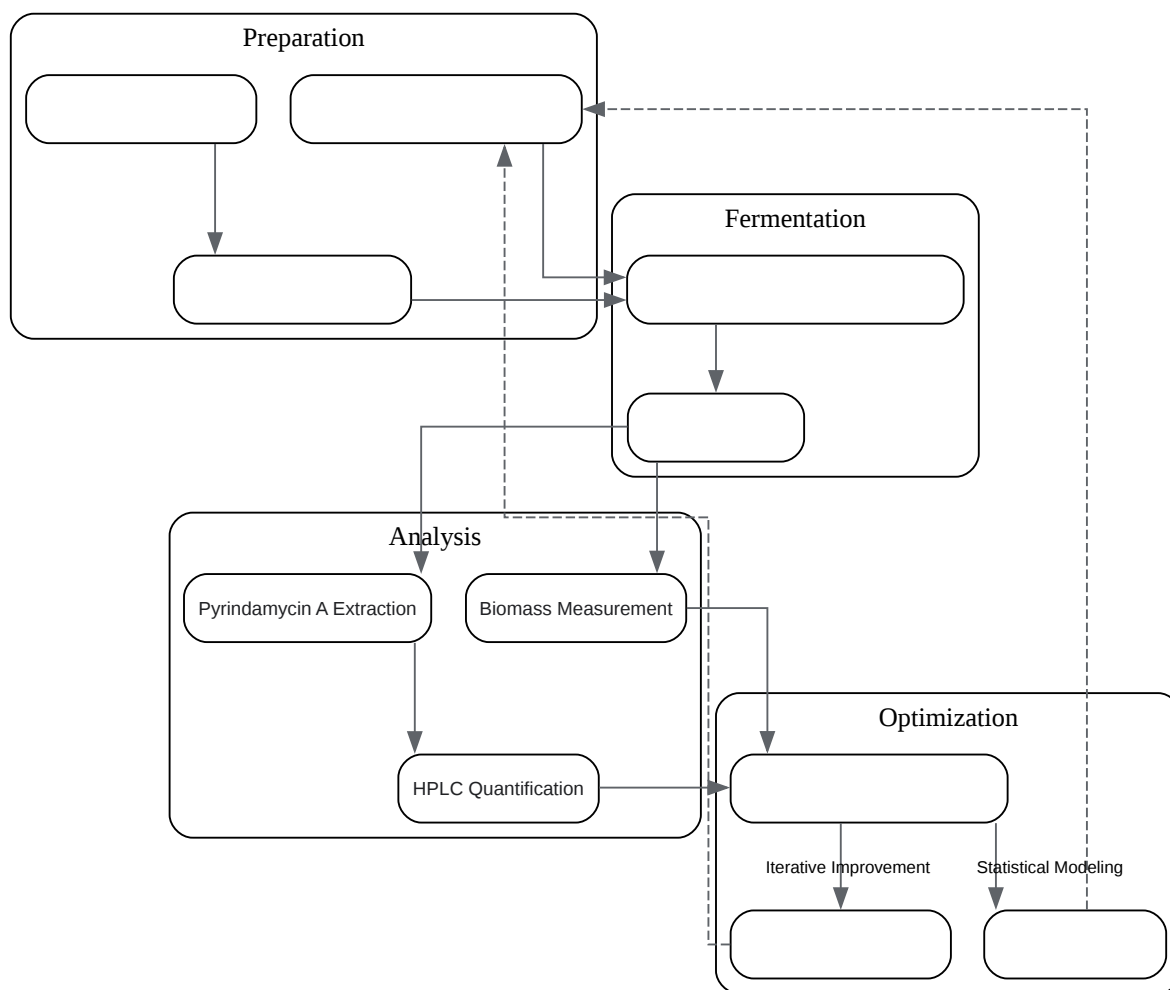 Preparation
Fermentation
Analysis
Pyrindamycin A Extraction
Biomass Measurement
Optimization
HPLC Quantification
Iterative Improvement
Statistical Modeling